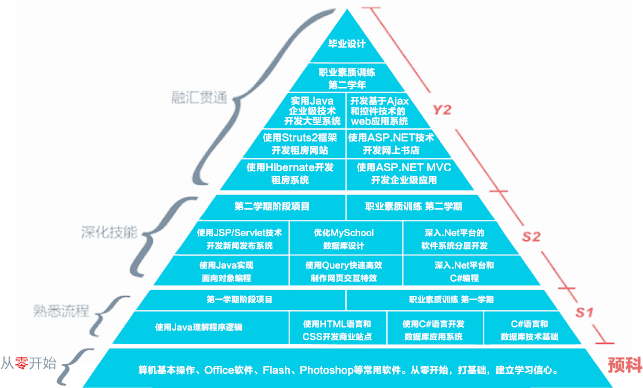 毕业设计
职业素质训练
第二学年
实用Java
企业级技术
开发大型系统
开发基于Ajax
和控件技术的
web应用系统
使用Struts2框架
开发租房网站
使用ASP.NET技术
开发网上书店
使用Hibernate开发
租房系统
使用ASP.NET MVC
开发企业级应用
融汇贯通
Y2
第二学期阶段项目
职业素质训练 第二学期
使用JSP/Servlet技术
开发新闻发布系统
优化MySchool
数据库设计
深入.Net平台的
软件系统分层开发
使用Java实现
面向对象编程
使用Query快速高效
制作网页交互特效
深入.Net平台和
C#编程
深化技能
S2
第一学期阶段项目
职业素质训练 第一学期
使用Java理解程序逻辑
使用HTML语言和
CSS开发商业站点
使用C#语言开发
数据库应用系统
C#语言和
数据库技术基础
熟悉流程
S1
从零开始
算机基本操作、Office软件、Flash、Photoshop等常用软件。从零开始，打基础，建立学习信心。
预科